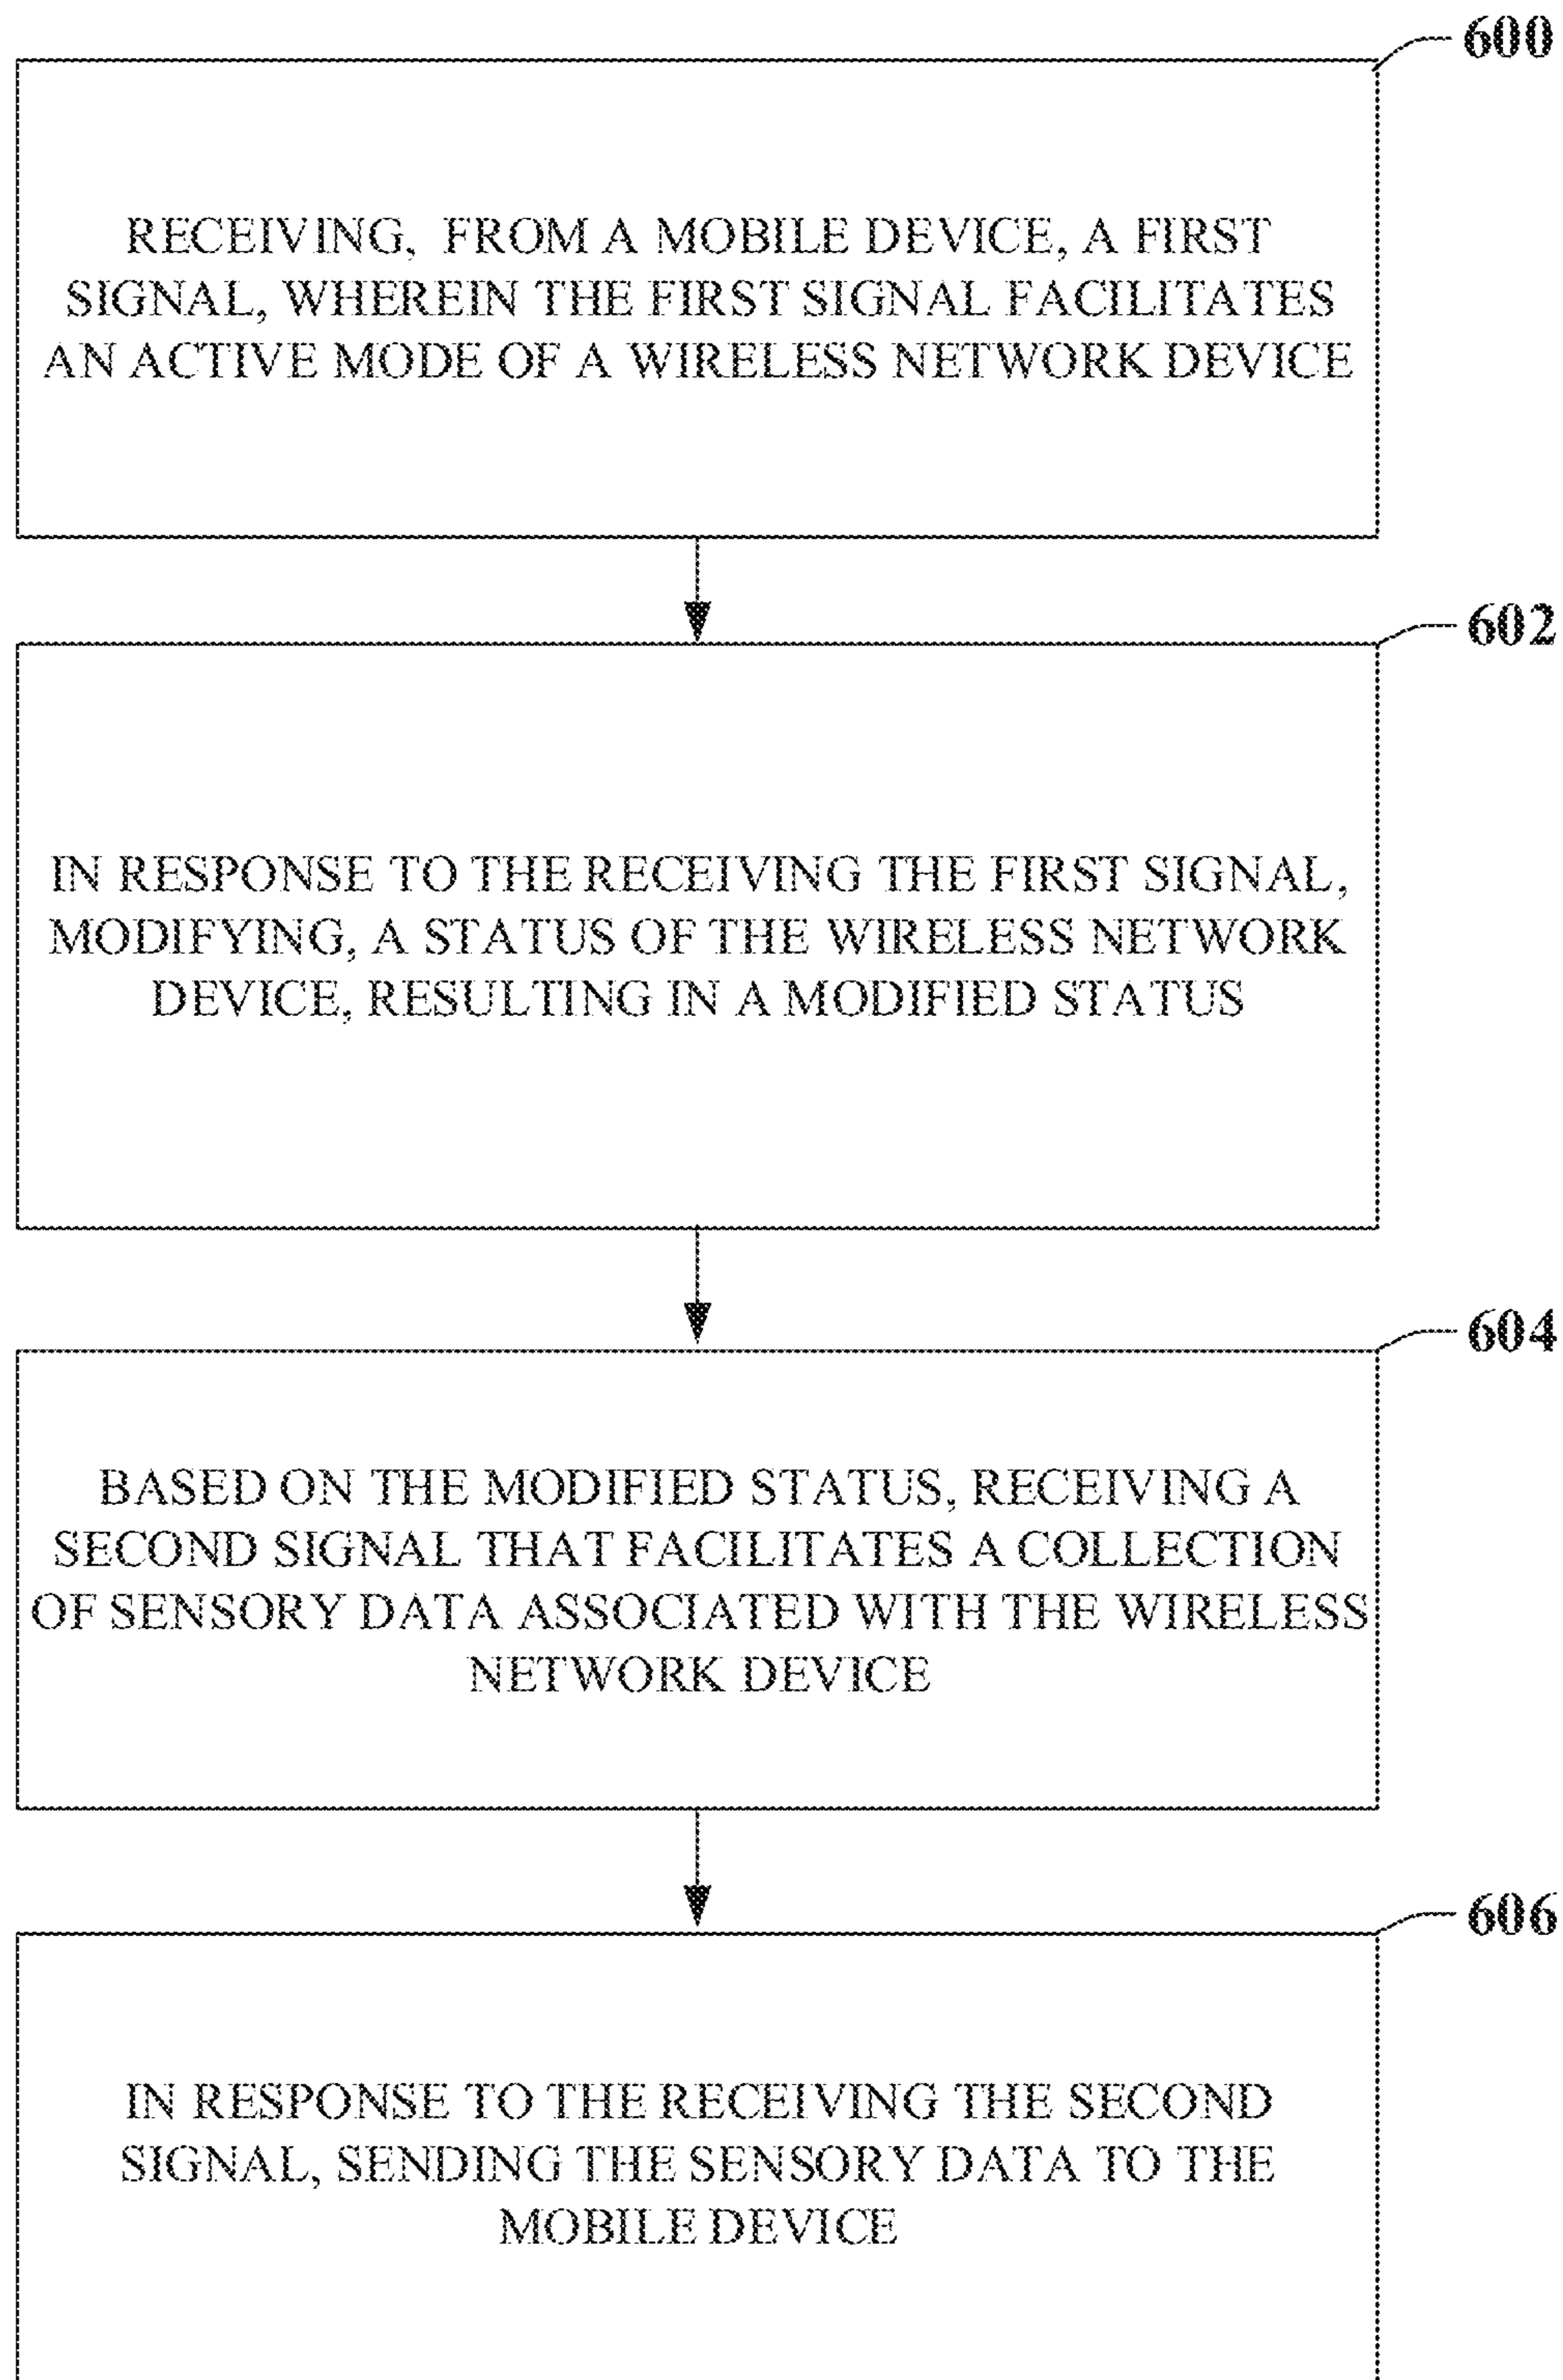 600
RECEIVING, FROM A MOBILE DEVICE, A FIRST
SIGNAL, WHEREIN THE FIRST SIGNAL FACILITATES
AN ACTIVE MODE OF A WIRELESS NETWORK DEVICE
602
IN RESPONSE TO THE RECEIVING THE FIRST SIGNAL,
MODIFYING, A STATUS OF THE WIRELESS NETWORK
DEVICE, RESULTING IN A MODIFIED STATUS
604
BASED ON THE MODIFIED STATUS, RECEIVING A
SECOND SIGNAL THAT FACILITATES A COLLECTION
OF SENSORY DATA ASSOCIATED WITH THE WIRELESS
NETWORK DEVICE
606
IN RESPONSE TO THE RECEIVING THE SECOND
SIGNAL, SENDING THE SENSORY DATA TO THE
MOBILE DEVICE